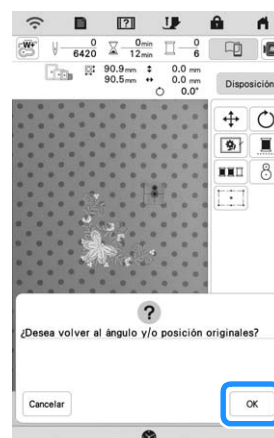 W+
0
6420
0min
12min
0
6
90.9mm
0.0 mm
90.5mm
0.0 mm
0.0°
Disposición
¿Desea volver al ángulo y/o posición originales?
Cancelar
OK